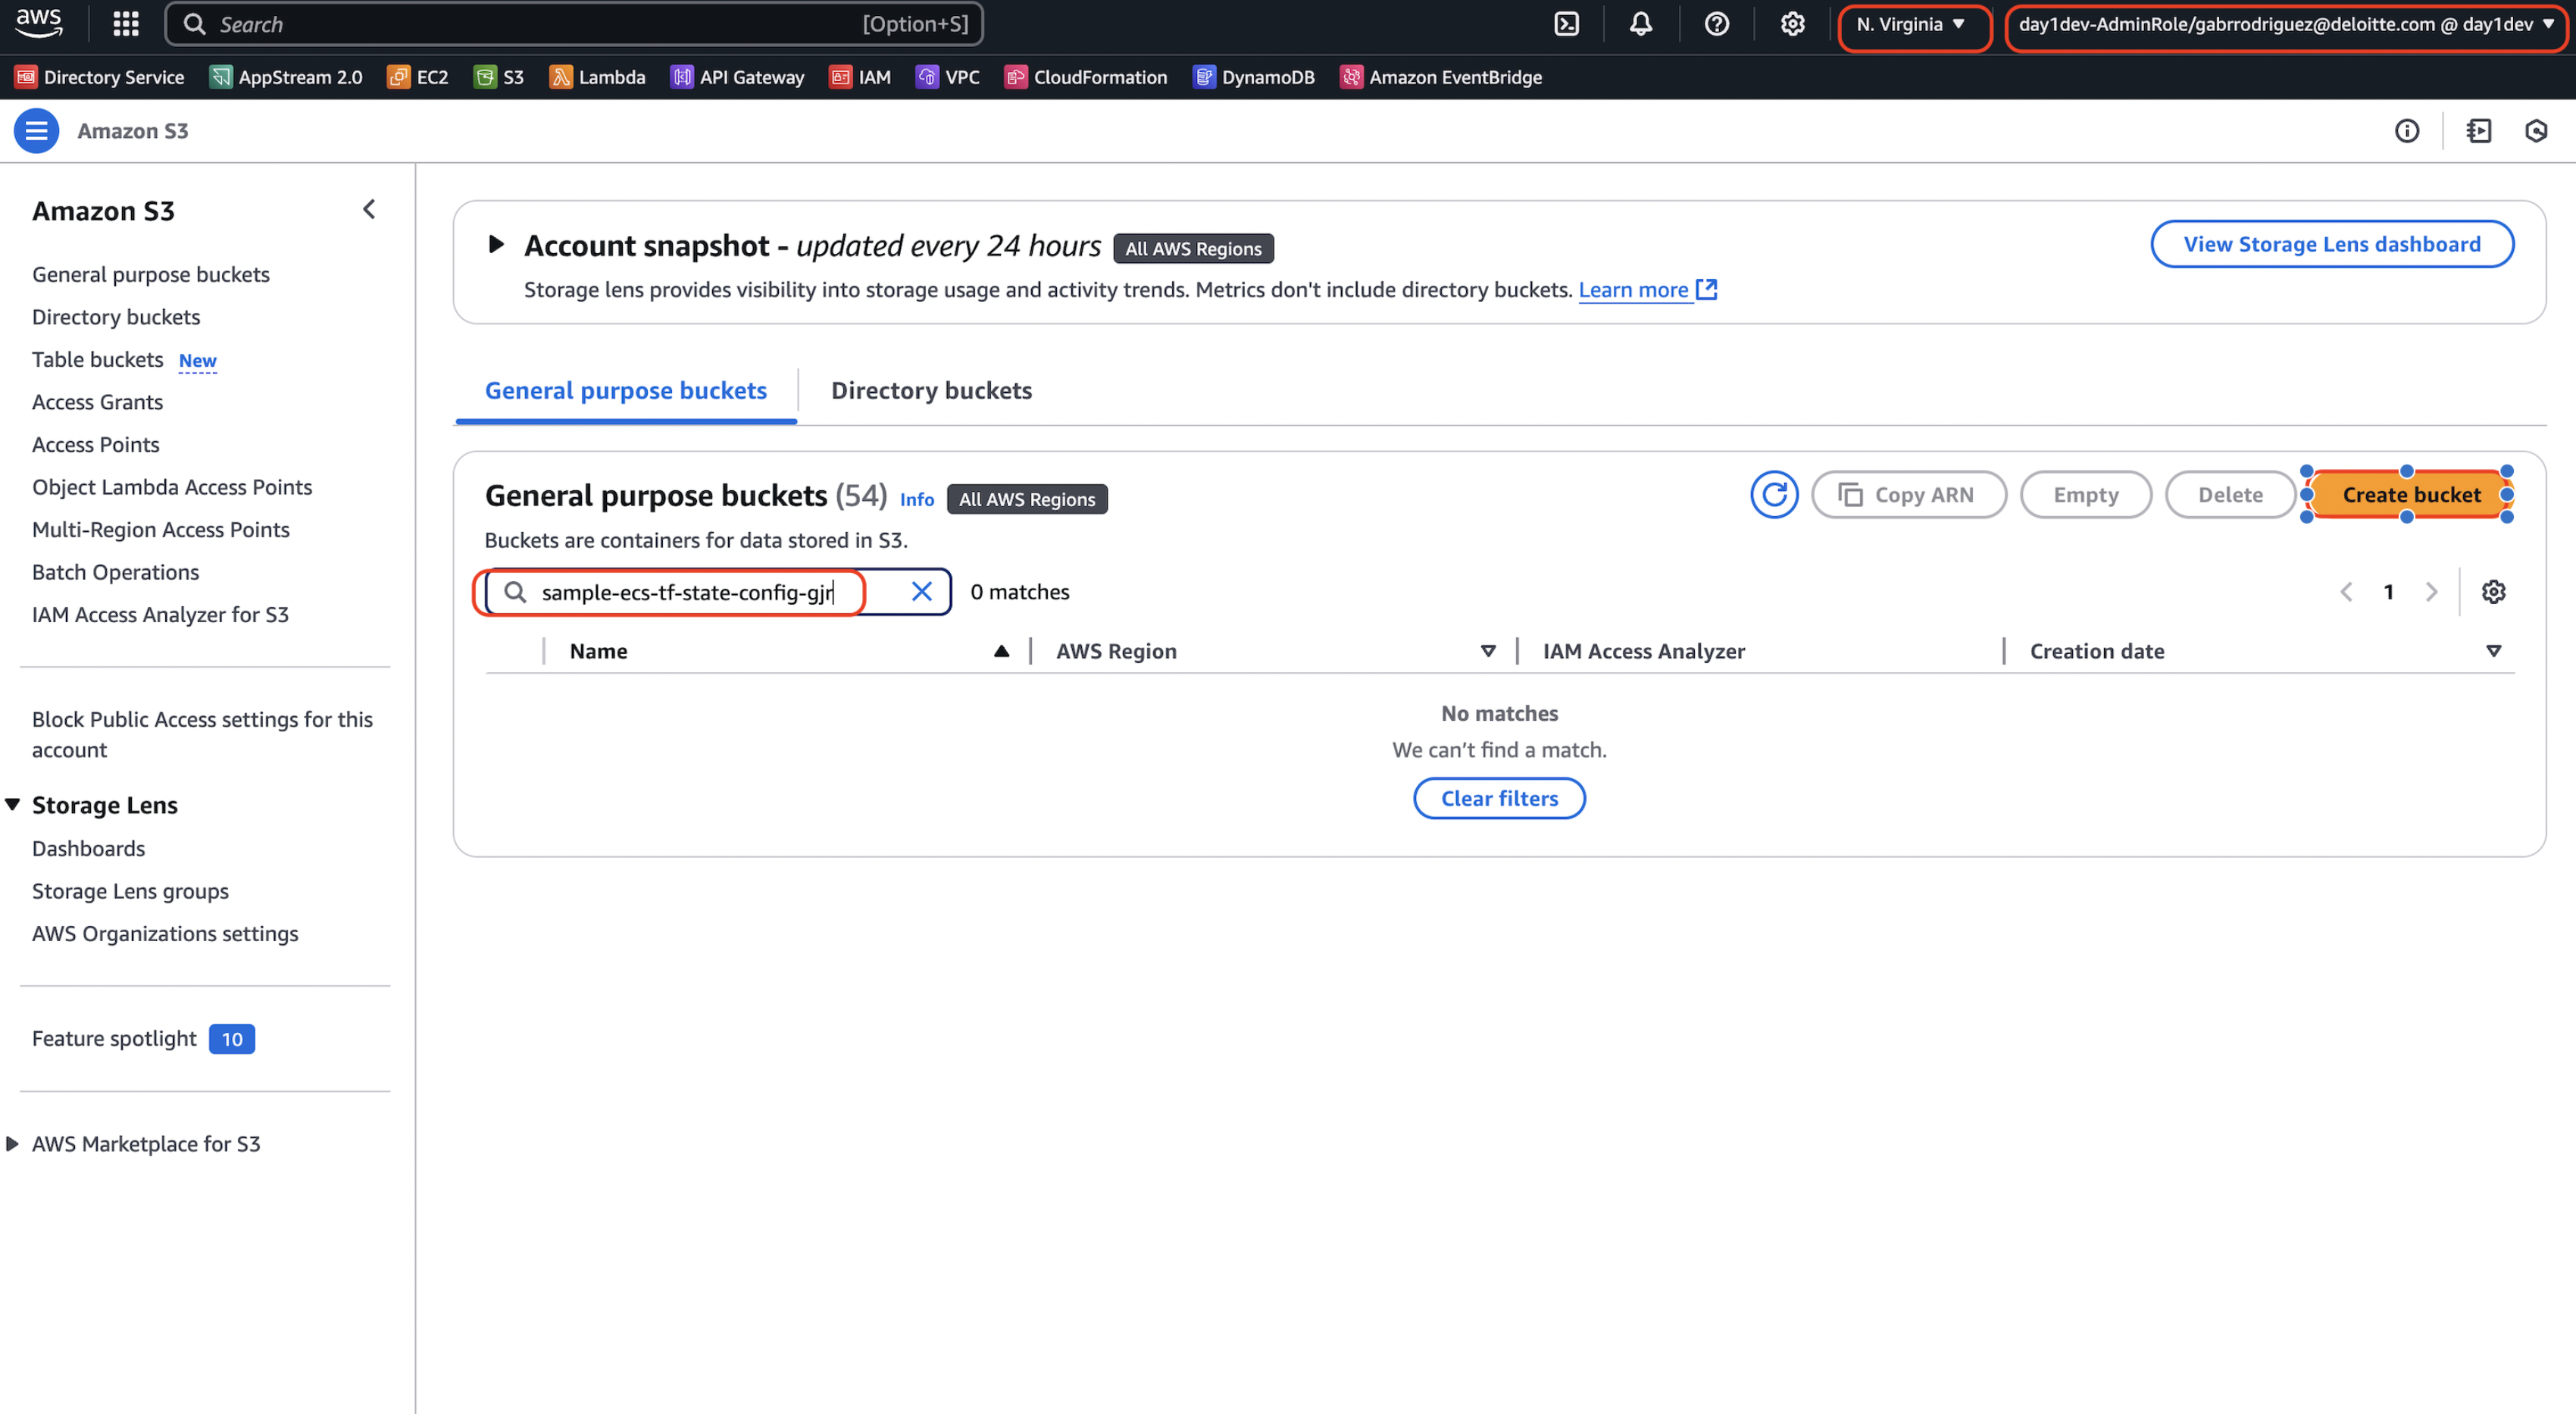 aws
Search [Option+S]
N. Virginia
day1dev-AdminRole/gabrrodriguez@deloitte.com @ day1dev
Directory Service AppStream 2.0 EC2 S3 Lambda API Gateway IAM VPC CloudFormation DynamoDB Amazon EventBridge
Amazon S3
Amazon S3
General purpose buckets
Directory buckets
Table buckets New
Access Grants
Access Points
Object Lambda Access Points
Multi-Region Access Points
Batch Operations
IAM Access Analyzer for S3
Block Public Access settings for this
account
Storage Lens
Dashboards
Storage Lens groups
AWS Organizations settings
Feature spotlight 10
AWS Marketplace for S3
Account snapshot - updated every 24 hours All AWS Regions
View Storage Lens dashboard
Storage lens provides visibility into storage usage and activity trends. Metrics don't include directory buckets. Learn more
General purpose buckets Directory buckets
General purpose buckets (54) Info All AWS Regions
Copy ARN Empty Delete Create bucket
Buckets are containers for data stored in S3.
sample-ecs-tf-state-config-gjr 0 matches
1
Name AWS Region IAM Access Analyzer Creation date
No matches
We can't find a match.
Clear filters